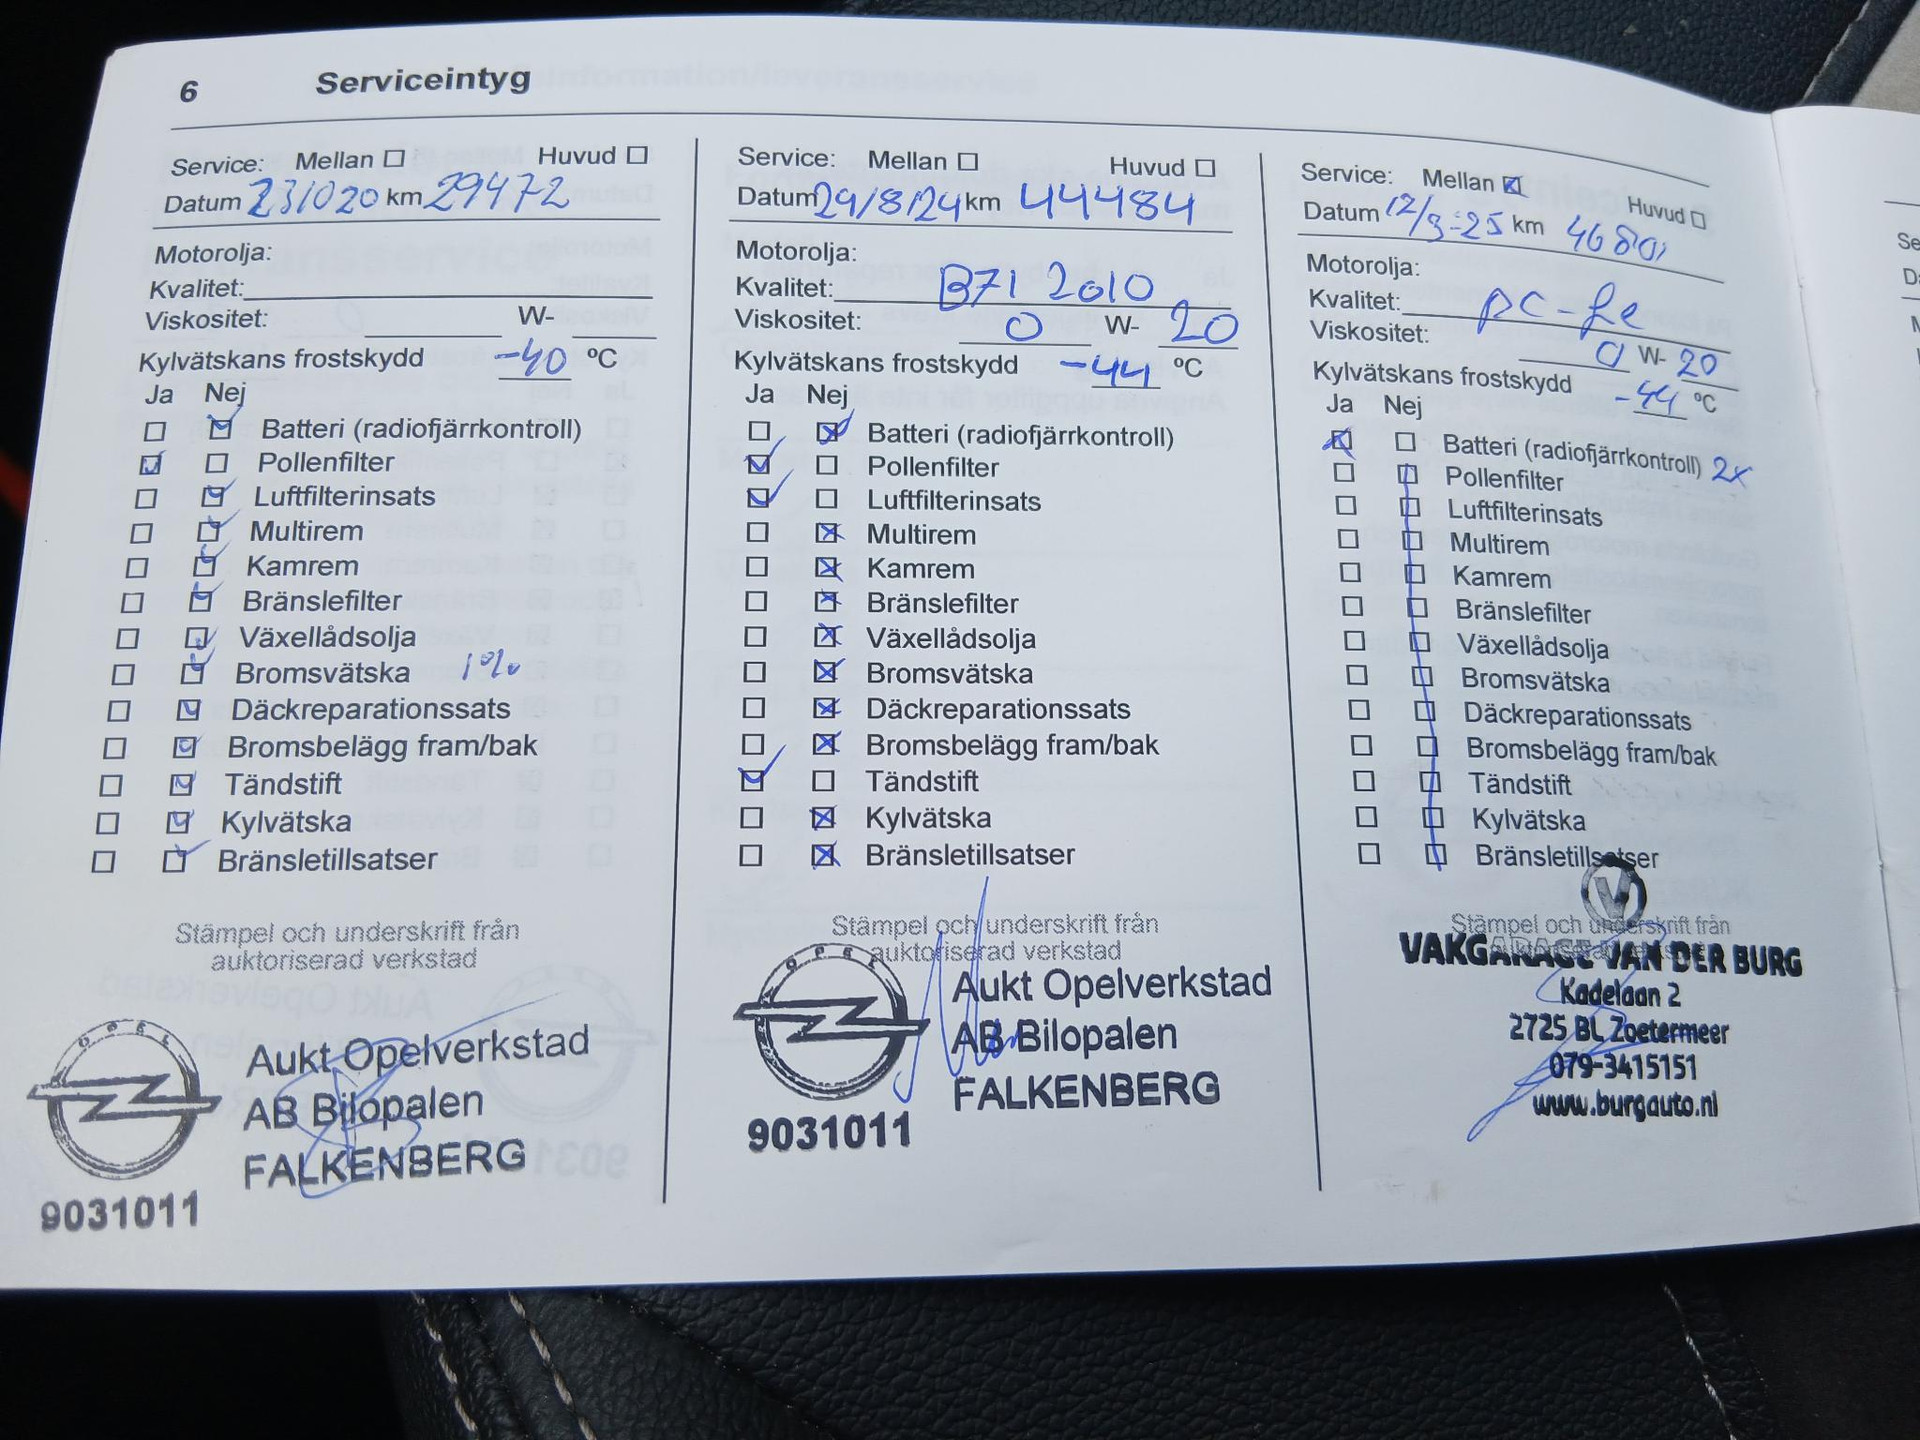 6 Serviceintyg
Service: Mellan Huvud
Datum 231020 km 29472
Motorolja:
Kvalitet:
Viskositet: W-
Kylvätskans frostskydd -40 °C
Ja Nej
Batteri (radiofjärrkontroll)
Pollenfilter
Luftfilterinsats
Multirem
Kamrem
Bränslefilter
Växellådsolja
Bromsvätska 1%
Däckreparationssats
Bromsbelägg fram/bak
Tändstift
Kylvätska
Bränsletillsatser
Stämpel och underskrift från
auktoriserad verkstad
OPEL
Aukt Opelverkstad
AB Bilopalen
FALKENBERG
9031011
Service: Mellan Huvud
Datum 29/8/24 km 44484
Motorolja:
Kvalitet: B71 2010
Viskositet: 0 W- 20
Kylvätskans frostskydd -44 °C
Ja Nej
Batteri (radiofjärrkontroll)
Pollenfilter
Luftfilterinsats
Multirem
Kamrem
Bränslefilter
Växellådsolja
Bromsvätska
Däckreparationssats
Bromsbelägg fram/bak
Tändstift
Kylvätska
Bränsletillsatser
Stämpel och underskrift från
auktoriserad verkstad
OPEL
Aukt Opelverkstad
AB Bilopalen
FALKENBERG
9031011
Service: Mellan Huvud
Datum 12/3-25 km
Motorolja:
Kvalitet:
Viskositet: 0 W- 20
Kylvätskans frostskydd -44 °C
Ja Nej
Batteri (radiofjärrkontroll) 2x
Pollenfilter
Luftfilterinsats
Multirem
Kamrem
Bränslefilter
Växellådsolja
Bromsvätska
Däckreparationssats
Bromsbelägg fram/bak
Tändstift
Kylvätska
Bränsletillsatser
V
Stämpel och underskrift från
VAKGARAGE VAN DER BURG
Kadelaan 2
2725 BL Zoetermeer
079-3415151
www.burgauto.nl